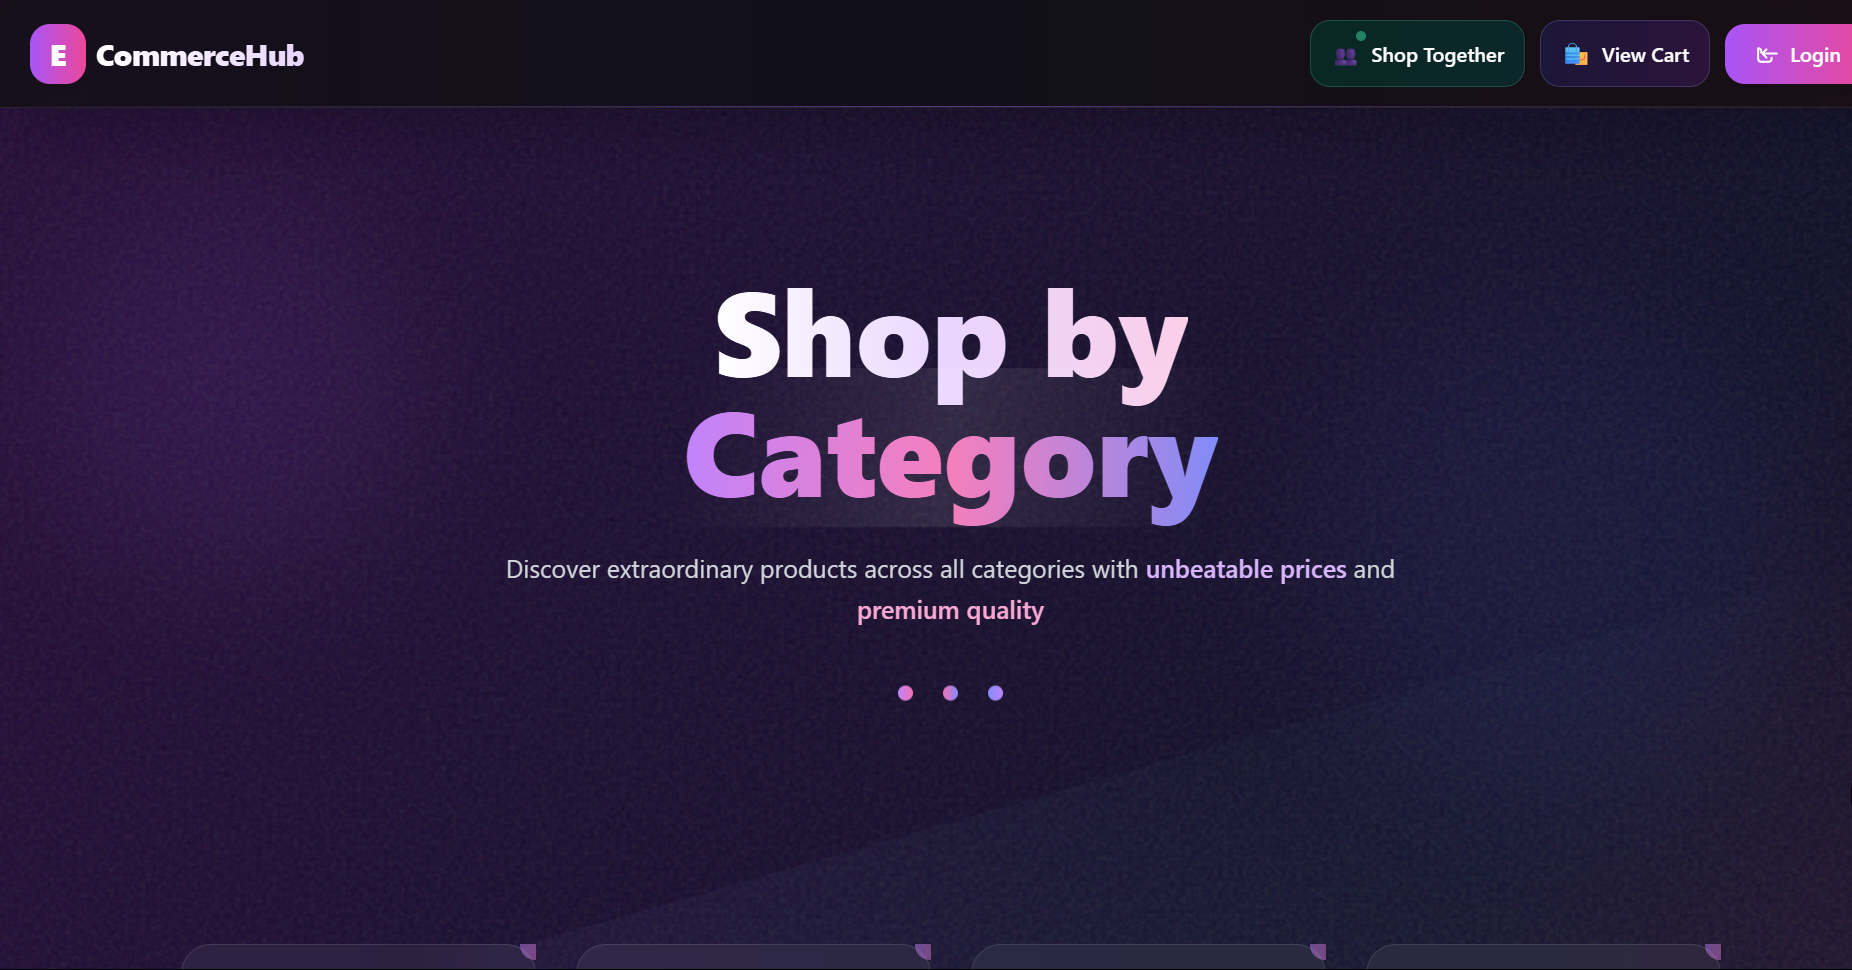 E CommerceHub
Shop Together
View Cart
Login
Shop by
Category
Discover extraordinary products across all categories with unbeatable prices and
premium quality